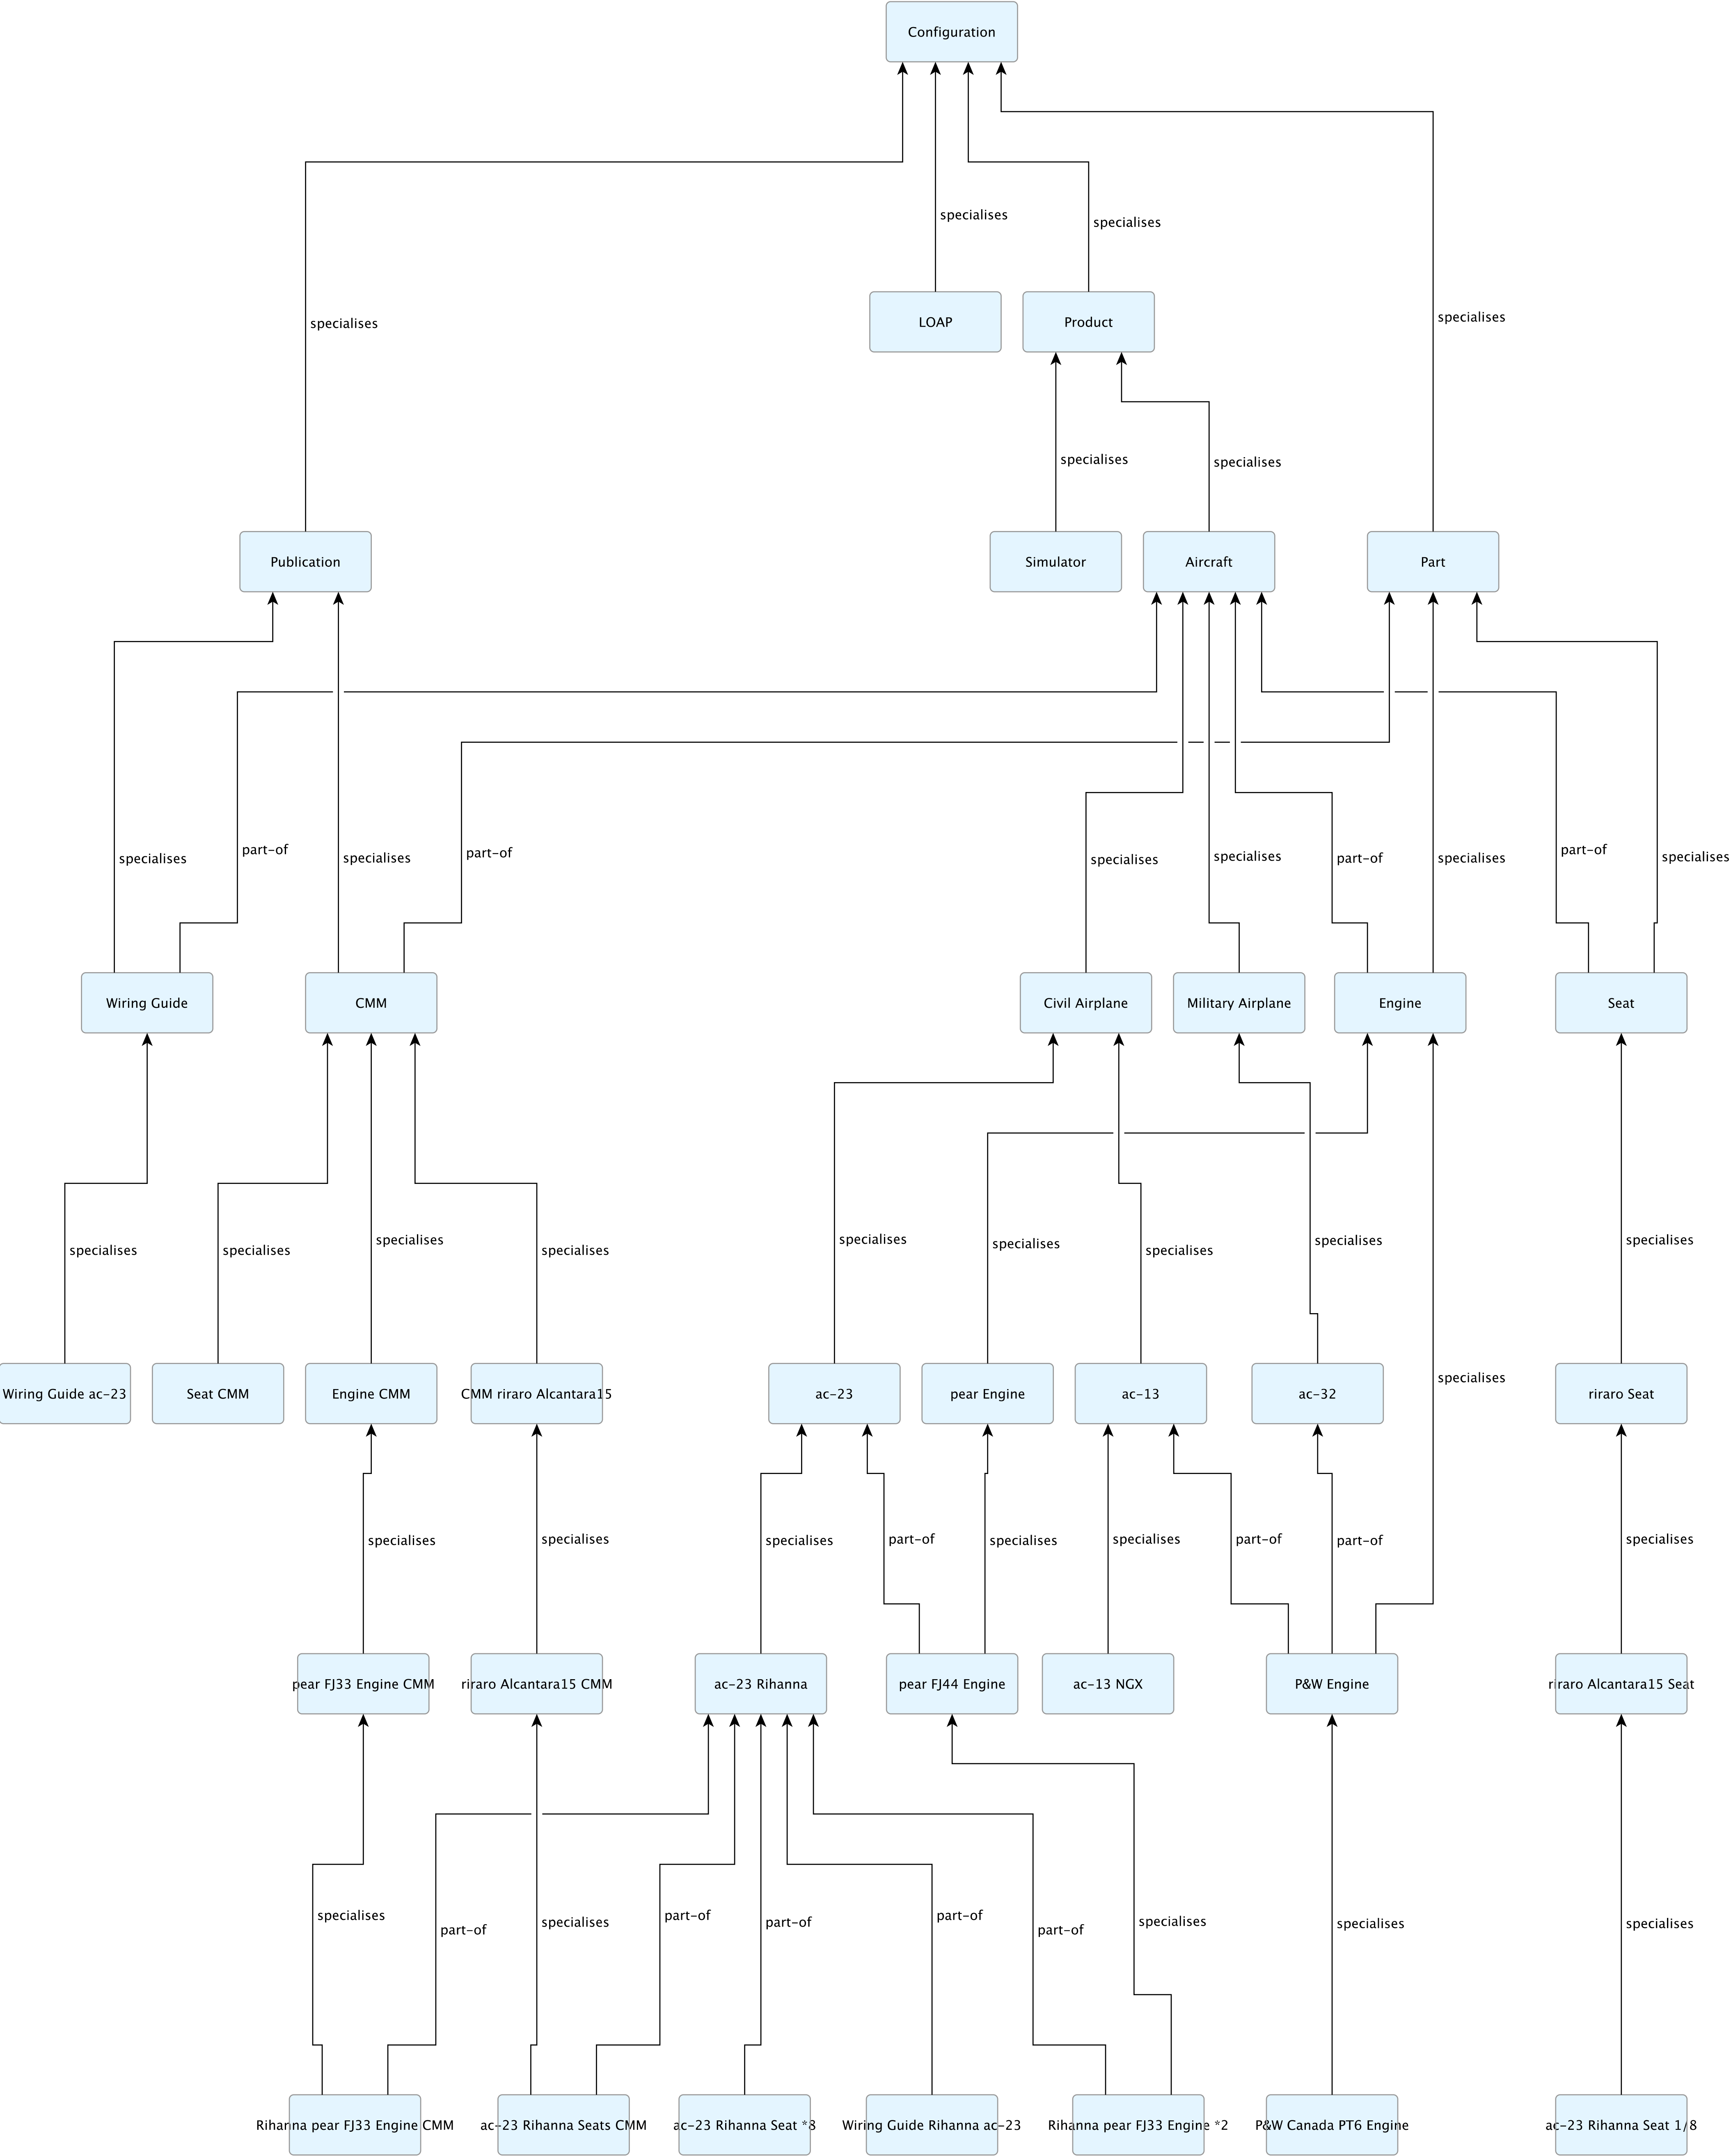 Configuration
specialises
specialises
specialises
specialises
LOAP
Product
specialises
specialises
Publication
Simulator
Aircraft
Part
specialises
part-of
specialises
part-of
specialises
specialises
part-of
specialises
part-of
specialises
Wiring Guide
CMM
Civil Airplane
Military Airplane
Engine
Seat
specialises
specialises
specialises
specialises
specialises
specialises
specialises
specialises
specialises
specialises
Wiring Guide ac-23
Seat CMM
Engine CMM
CMM riraro Alcantara15
ac-23
pear Engine
ac-13
ac-32
riraro Seat
specialises
specialises
specialises
part-of
specialises
specialises
part-of
part-of
specialises
pear FJ33 Engine CMM
riraro Alcantara15 CMM
ac-23 Rihanna
pear FJ44 Engine
ac-13 NGX
P&W Engine
riraro Alcantara15 Seat
specialises
part-of
specialises
part-of
part-of
part-of
part-of
specialises
specialises
specialises
Rihanna pear FJ33 Engine CMM
ac-23 Rihanna Seats CMM
ac-23 Rihanna Seat *8
Wiring Guide Rihanna ac-23
Rihanna pear FJ33 Engine *2
P&W Canada PT6 Engine
ac-23 Rihanna Seat 1/8